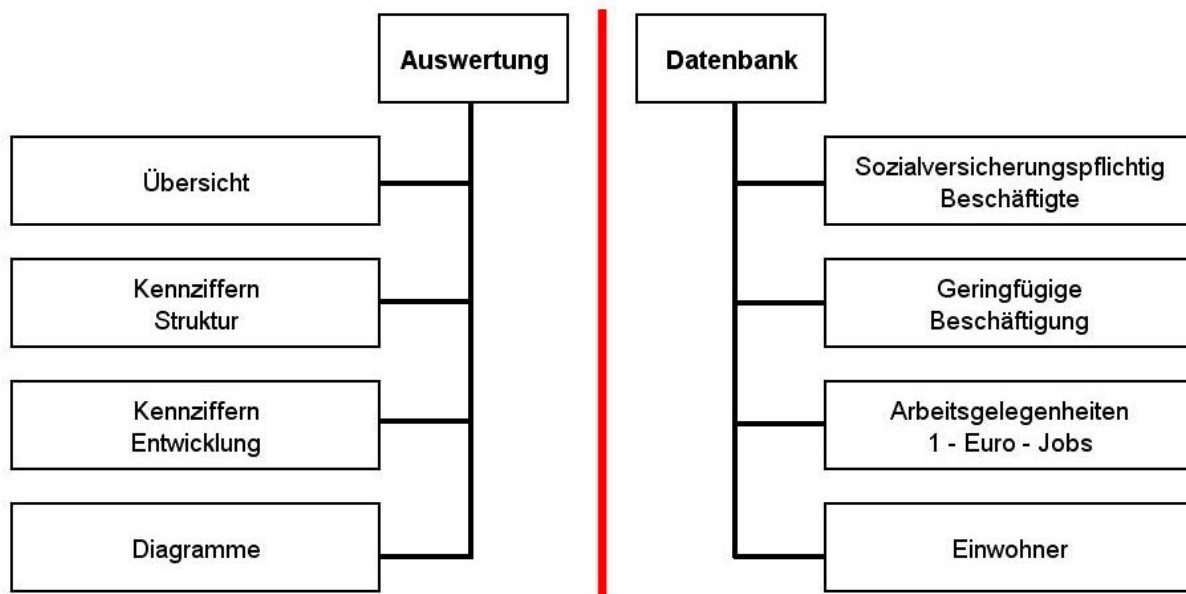 Auswertung
Übersicht
Kennziffern
Struktur
Kennziffern
Entwicklung
Diagramme
Datenbank
Sozialversicherungspflichtig
Beschäftigte
Geringfügige
Beschäftigung
Arbeitsgelegenheiten
1 - Euro - Jobs
Einwohner